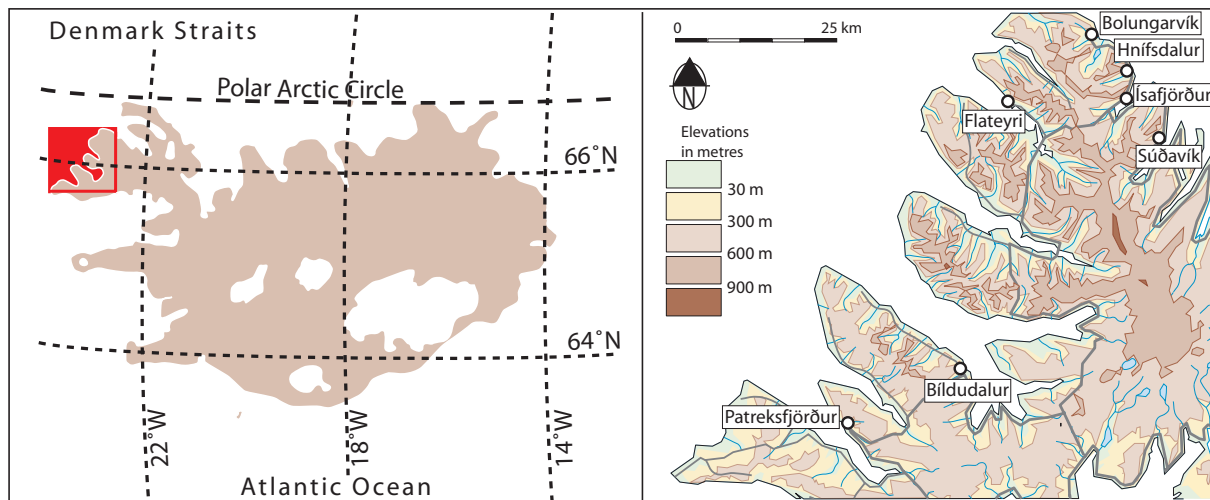 Denmark Straits
Polar Arctic Circle
66˚N
64˚N
22˚W
18˚W
14˚W
Atlantic Ocean
0 25 km
N
Elevations
in metres
30 m
300 m
600 m
900 m
Bolungarvík
Hnífsdalur
Ísafjörður
Flateyri
Súðavík
Bíldudalur
Patreksfjörður